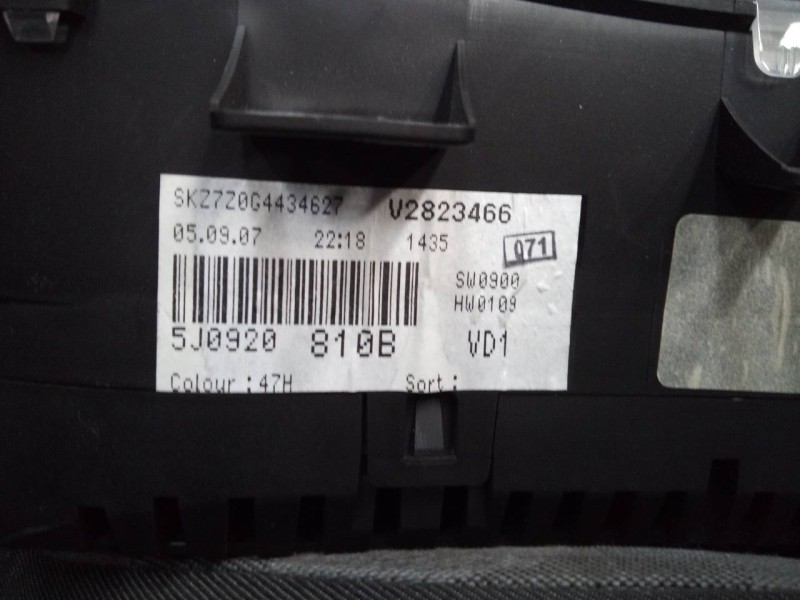 SKZ7Z0G4434627 V2823466
05.09.07 22:18 1435 071
SW0900
HW0109
5J0920 810B VD1
Colour : 47H Sort :